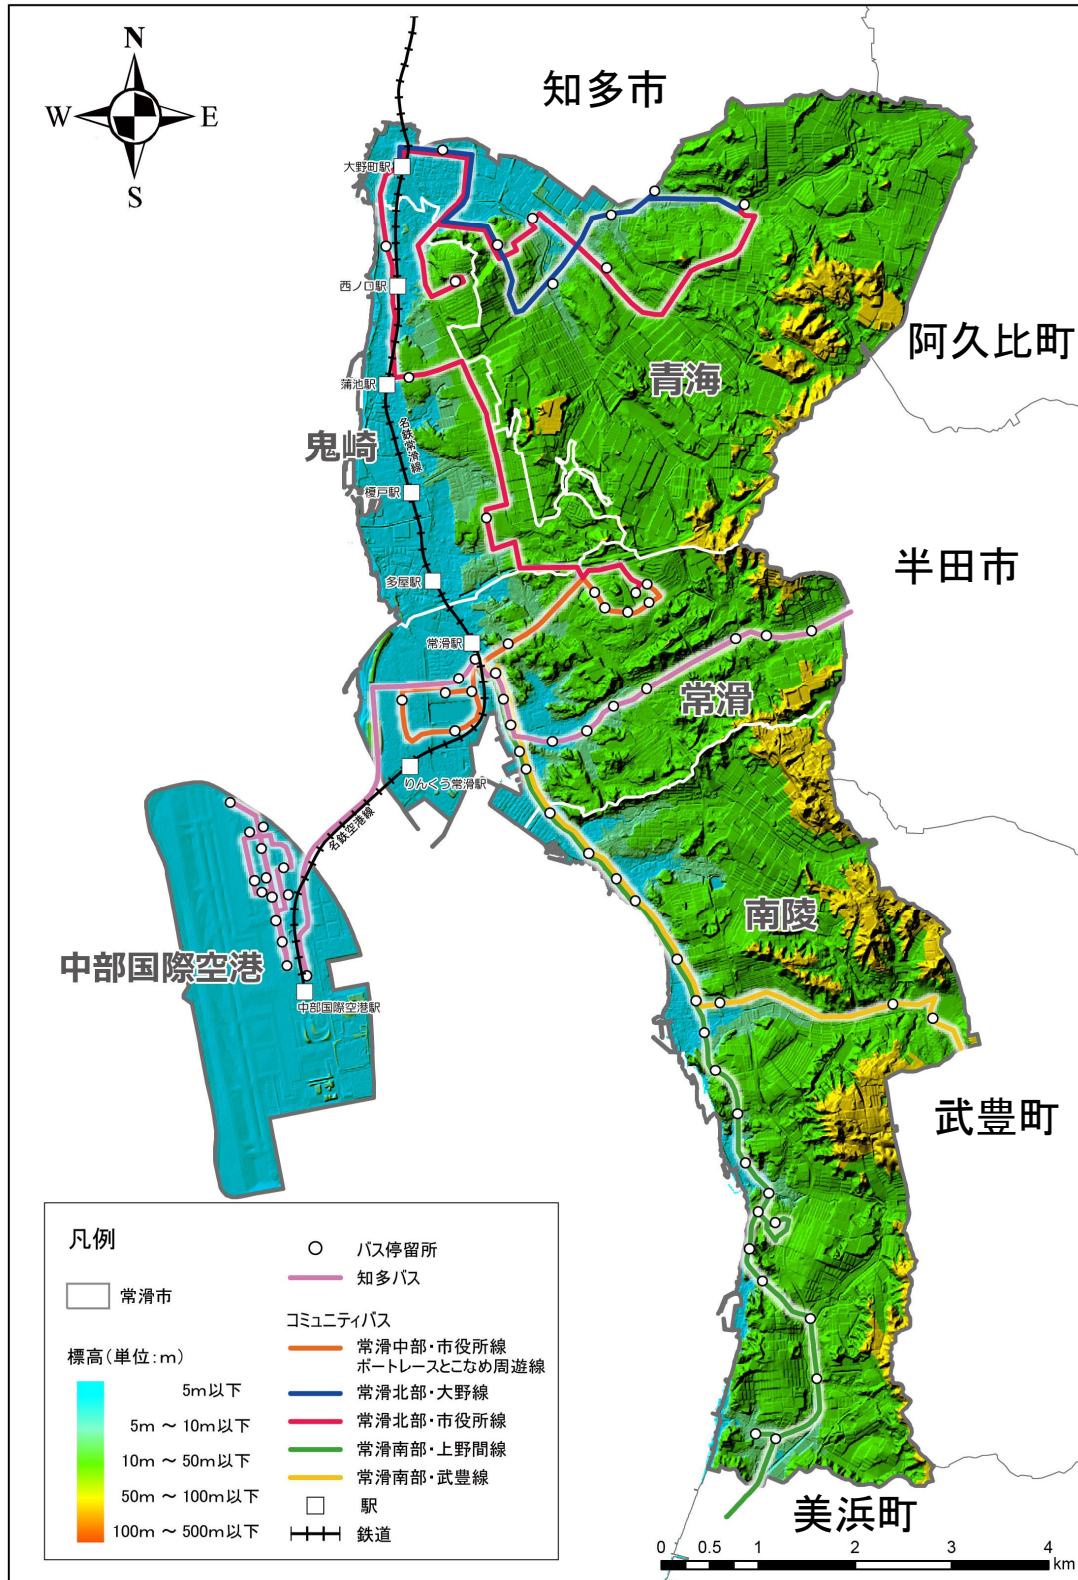 N
W
E
S
知多市
大野町駅
西ノ口駅
阿久比町
青海
蒲池駅
名鉄常滑線
鬼崎
榎戸駅
半田市
多屋駅
常滑駅
常滑
りんくう常滑駅
名鉄空港線
南陵
中部国際空港
中部国際空港駅
武豊町
美浜町
凡例
常滑市
標高(単位:m)
5m以下
5m ~ 10m以下
10m ~ 50m以下
50m ~ 100m以下
100m ~ 500m以下
バス停留所
知多バス
コミュニティバス
常滑中部・市役所線
ボートレースとこなめ周遊線
常滑北部・大野線
常滑北部・市役所線
常滑南部・上野間線
常滑南部・武豊線
駅
鉄道
0 0.5 1 2 3 4
km